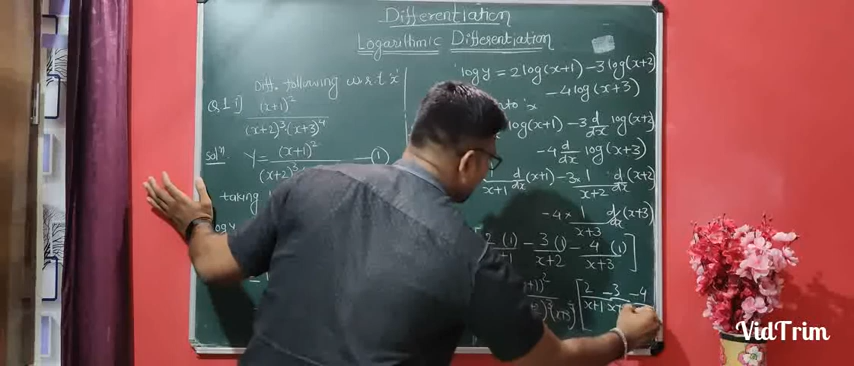 Differentiation
Logarithmic Differentiation
Diff. following w.r.t 'x'
Q.1 i) (x+1)²
(x+2)³(x+3)⁴
Solⁿ. Y = (x+1)² — ①
(x+2)³
taking
log y
log y = 2 log(x+1) - 3 log(x+2)
- 4 log(x+3)
log(x+1) - 3 d/dx log(x+2)
- 4 d/dx log(x+3)
x+1 d/dx (x+1) - 3 × 1/x+2 d/dx (x+2)
- 4 × 1/x+3 d/dx (x+3)
2 (1) - 3 (1)/x+2 - 4 (1)/x+3 ]
[ 2/x+1 - 3 - 4
VidTrim